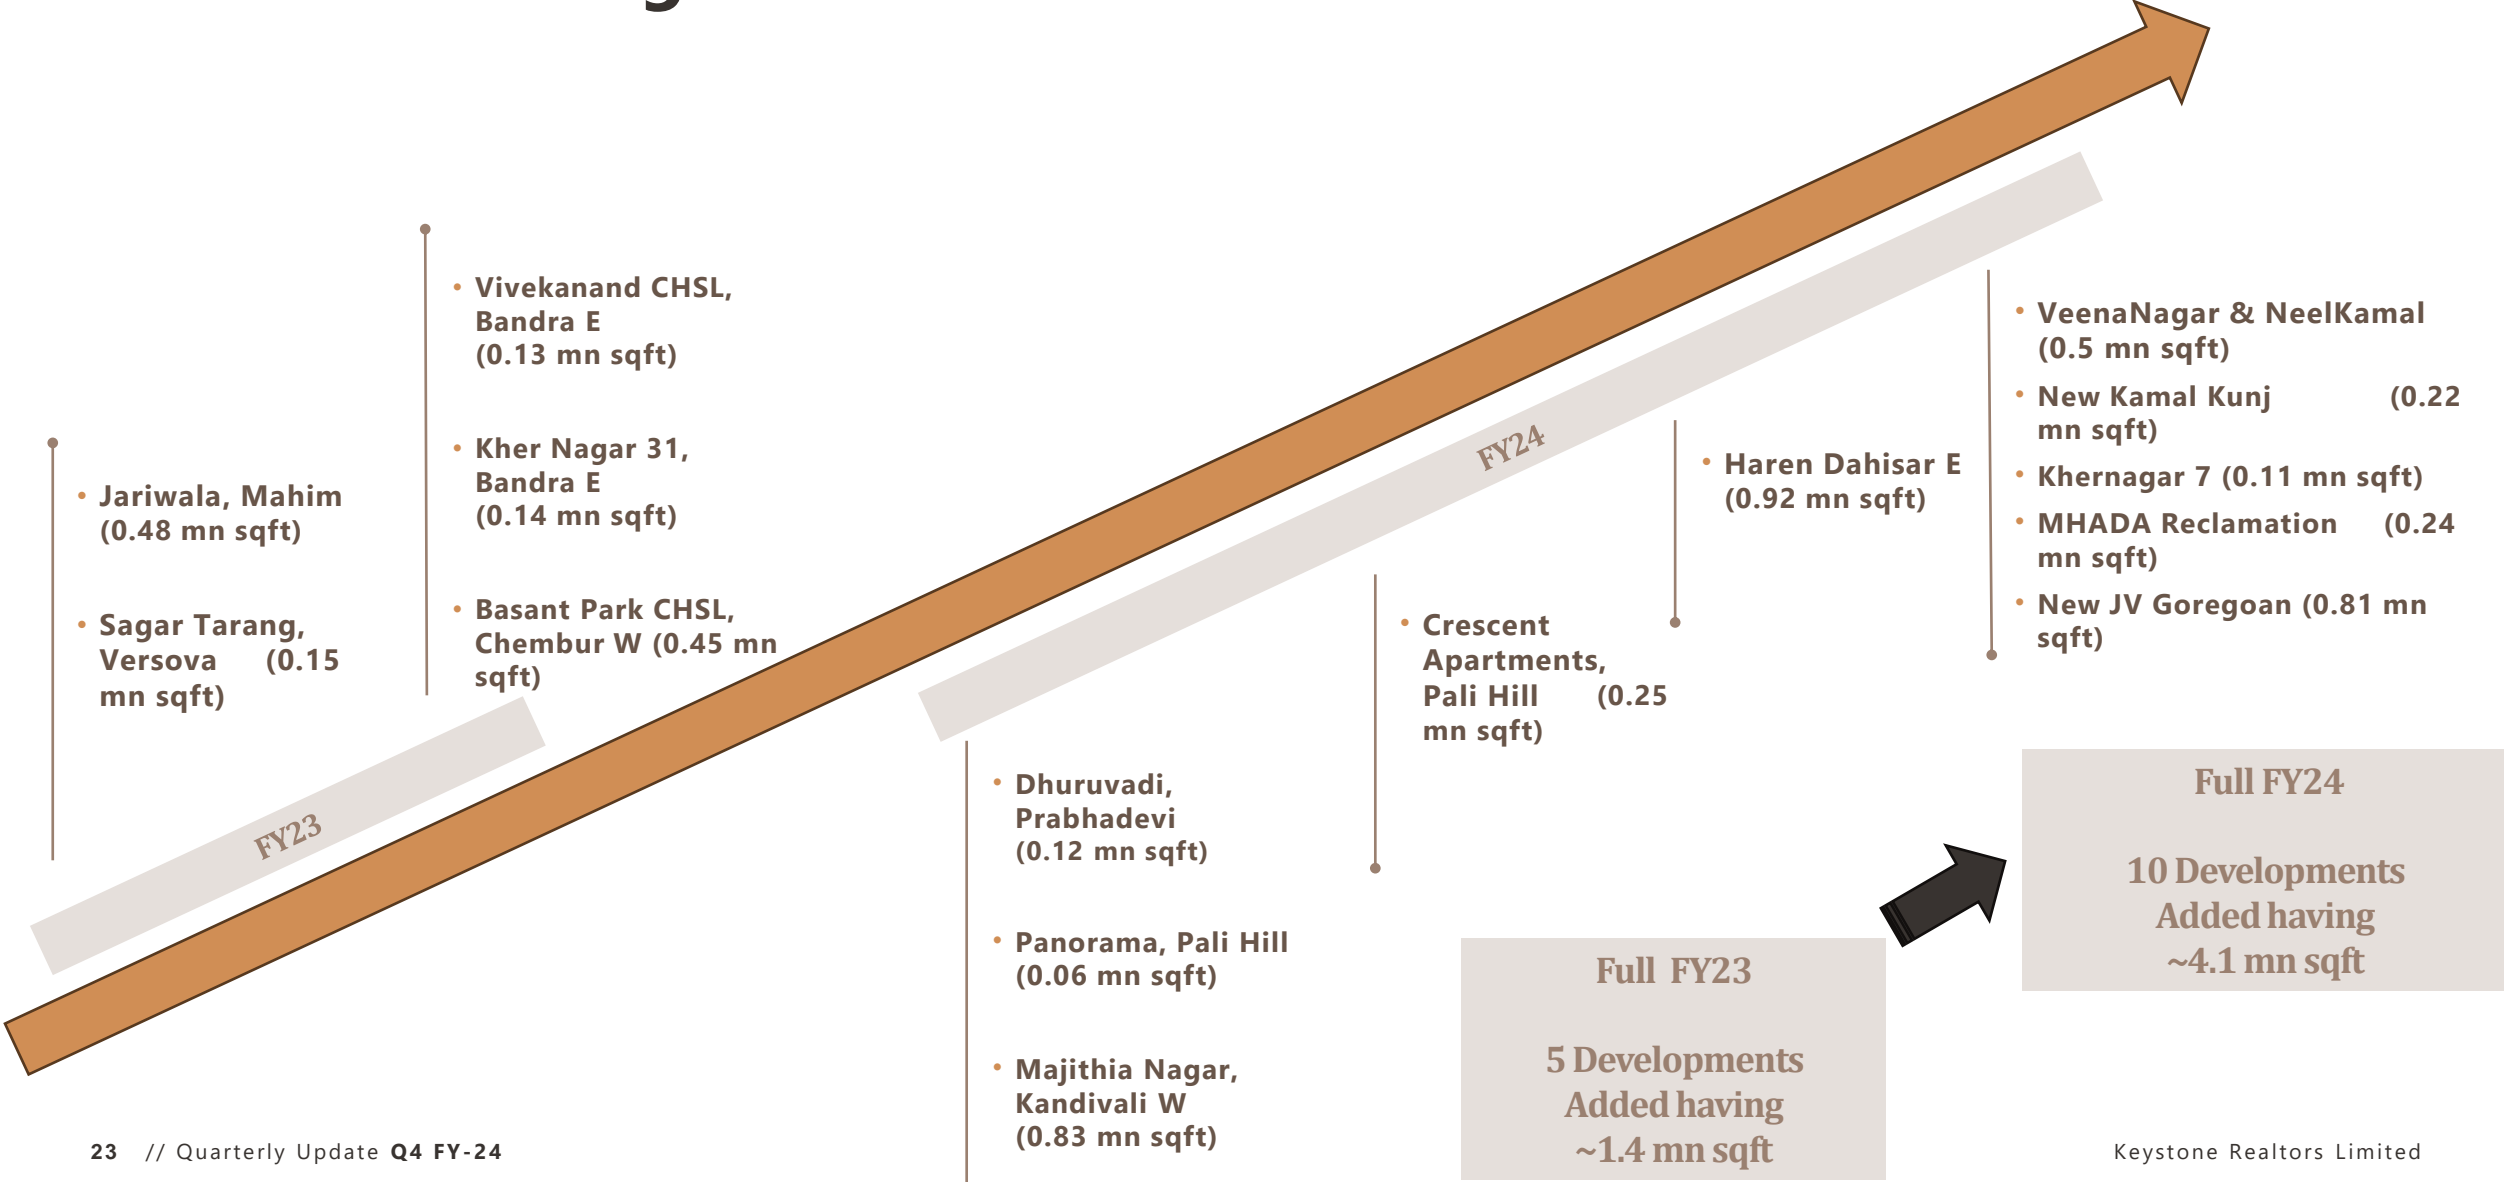 Vivekanand CHSL,
Bandra E
(0.13 mn sqft)
Kher Nagar 31,
Bandra E
(0.14 mn sqft)
Basant Park CHSL,
Chembur W (0.45 mn
sqft)
Jariwala, Mahim
(0.48 mn sqft)
Sagar Tarang,
Versova (0.15
mn sqft)
FY23
FY24
Dhuruvadi,
Prabhadevi
(0.12 mn sqft)
Panorama, Pali Hill
(0.06 mn sqft)
Majithia Nagar,
Kandivali W
(0.83 mn sqft)
Crescent
Apartments,
Pali Hill (0.25
mn sqft)
Haren Dahisar E
(0.92 mn sqft)
VeenaNagar & NeelKamal
(0.5 mn sqft)
New Kamal Kunj (0.22
mn sqft)
Khernagar 7 (0.11 mn sqft)
MHADA Reclamation (0.24
mn sqft)
New JV Goregoan (0.81 mn
sqft)
Full FY23
5 Developments
Added having
~1.4 mn sqft
Full FY24
10 Developments
Added having
~4.1 mn sqft
23 // Quarterly Update Q4 FY-24
Keystone Realtors Limited